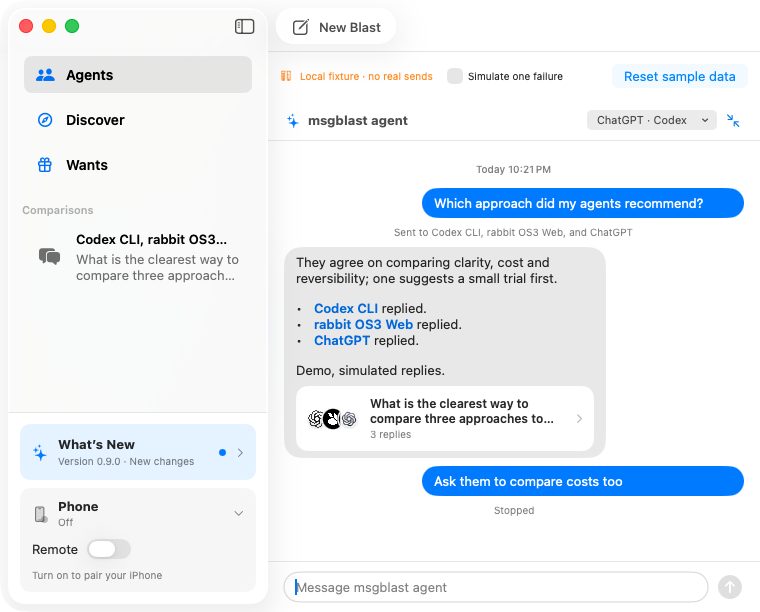 New Blast
Agents
Discover
Wants
Comparisons
Codex CLI, rabbit OS3...
What is the clearest way to
compare three approach...
What's New
Version 0.9.0 · New changes
Phone
Off
Remote
Turn on to pair your iPhone
Local fixture · no real sends
Simulate one failure
Reset sample data
msgblast agent
ChatGPT · Codex
Today 10:21 PM
Which approach did my agents recommend?
Sent to Codex CLI, rabbit OS3 Web, and ChatGPT
They agree on comparing clarity, cost and
reversibility; one suggests a small trial first.
• Codex CLI replied.
• rabbit OS3 Web replied.
• ChatGPT replied.
Demo, simulated replies.
What is the clearest way to
compare three approaches to...
3 replies
Ask them to compare costs too
Stopped
Message msgblast agent